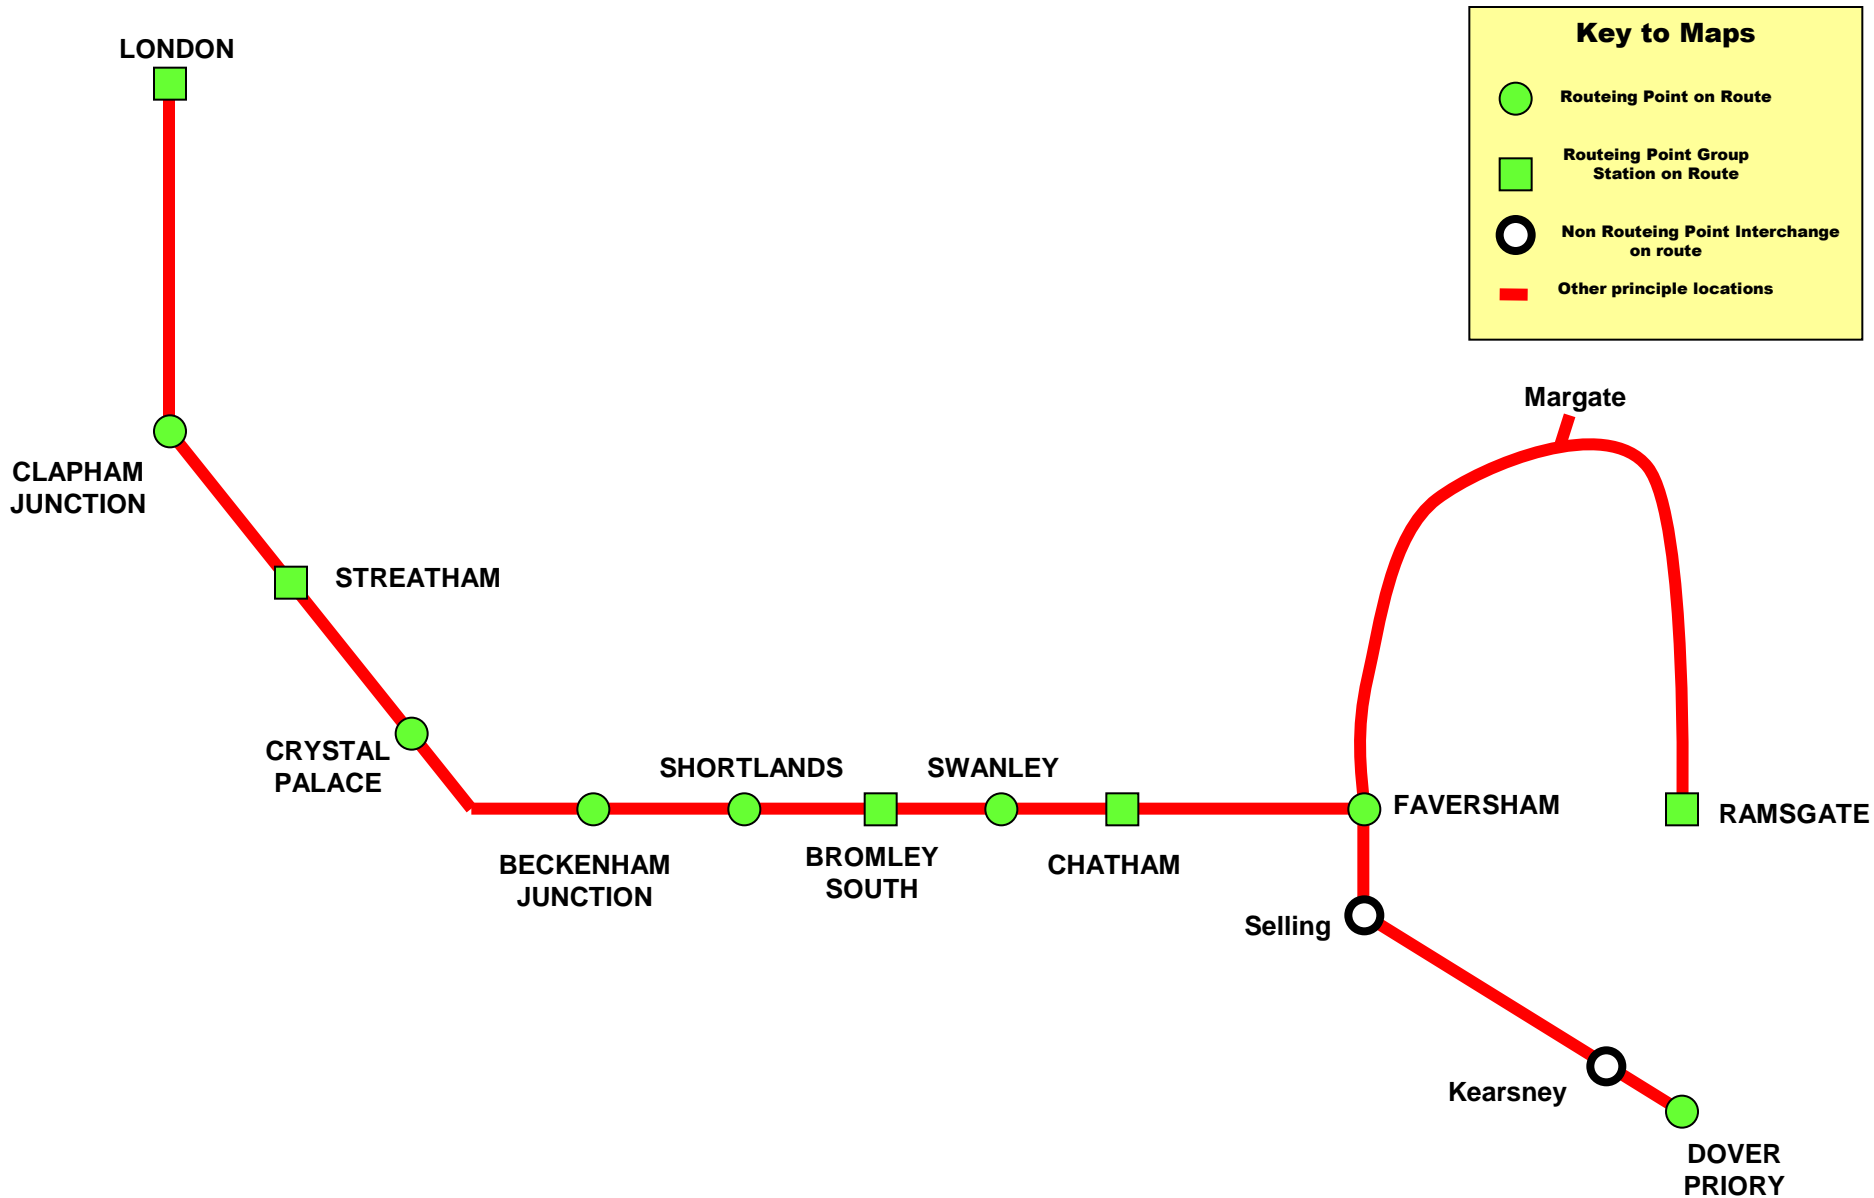 LONDON
Key to Maps
Routeing Point on Route
Routeing Point Group
Station on Route
Non Routeing Point Interchange
on route
Other principle locations
Margate
CLAPHAM
JUNCTION
STREATHAM
CRYSTAL
PALACE
SHORTLANDS
SWANLEY
FAVERSHAM
RAMSGATE
BECKENHAM
JUNCTION
BROMLEY
SOUTH
CHATHAM
Selling
Kearsney
DOVER
PRIORY